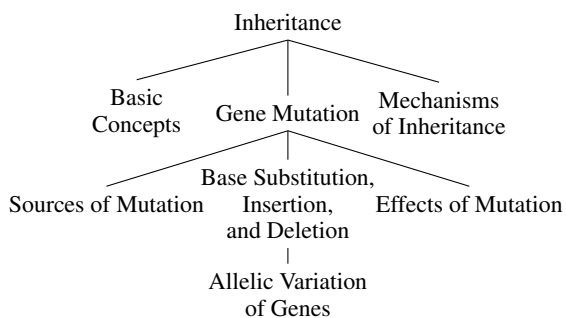 Inheritance
Basic
Concepts
Gene Mutation
Mechanisms
of Inheritance
Sources of Mutation
Base Substitution,
Insertion,
and Deletion
Effects of Mutation
Allelic Variation
of Genes